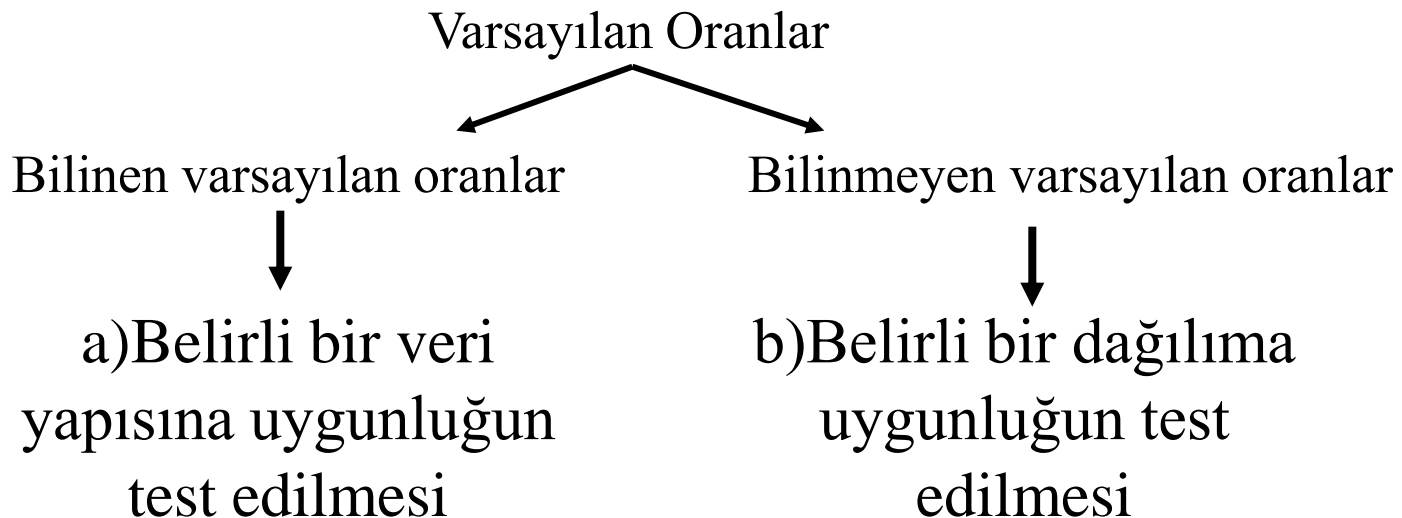 Varsayılan Oranlar
Bilinen varsayılan oranlar
Bilinmeyen varsayılan oranlar
a)Belirli bir veri
yapısına uygunluğun
test edilmesi
b)Belirli bir dağılıma
uygunluğun test
edilmesi